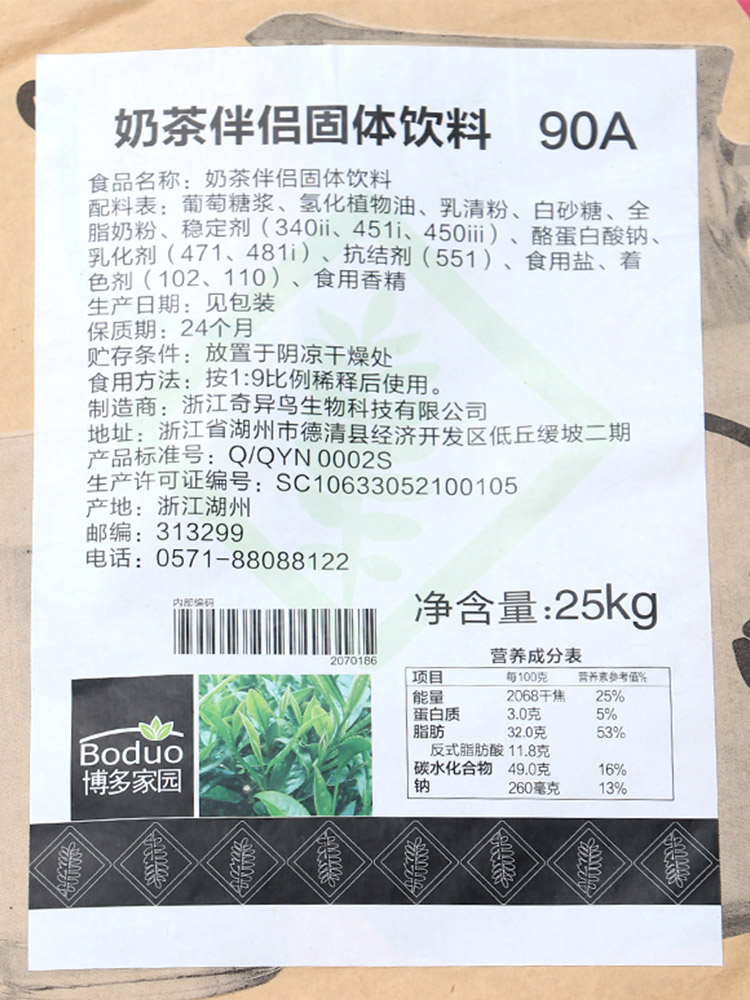 奶茶伴侣固体饮料 90A
食品名称：奶茶伴侣固体饮料
配料表：葡萄糖浆、氢化植物油、乳清粉、白砂糖、全
脂奶粉、稳定剂（340ii、451i、450iii）、酪蛋白酸钠、
乳化剂（471、481i）、抗结剂（551）、食用盐、着
色剂（102、110）、食用香精
生产日期：见包装
保质期：24个月
贮存条件：放置于阴凉干燥处
食用方法：按1:9比例稀释后使用。
制造商：浙江奇异鸟生物科技有限公司
地址：浙江省湖州市德清县经济开发区低丘缓坡二期
产品标准号：Q/QYN 0002S
生产许可证编号：SC10633052100105
产地：浙江湖州
邮编：313299
电话：0571-88088122
内部编码
2070186
净含量:25kg
营养成分表
项目 每100克 营养素参考值%
能量 2068千焦 25%
蛋白质 3.0克 5%
脂肪 32.0克 53%
反式脂肪酸 11.8克
碳水化合物 49.0克 16%
钠 260毫克 13%
Boduo
博多家园